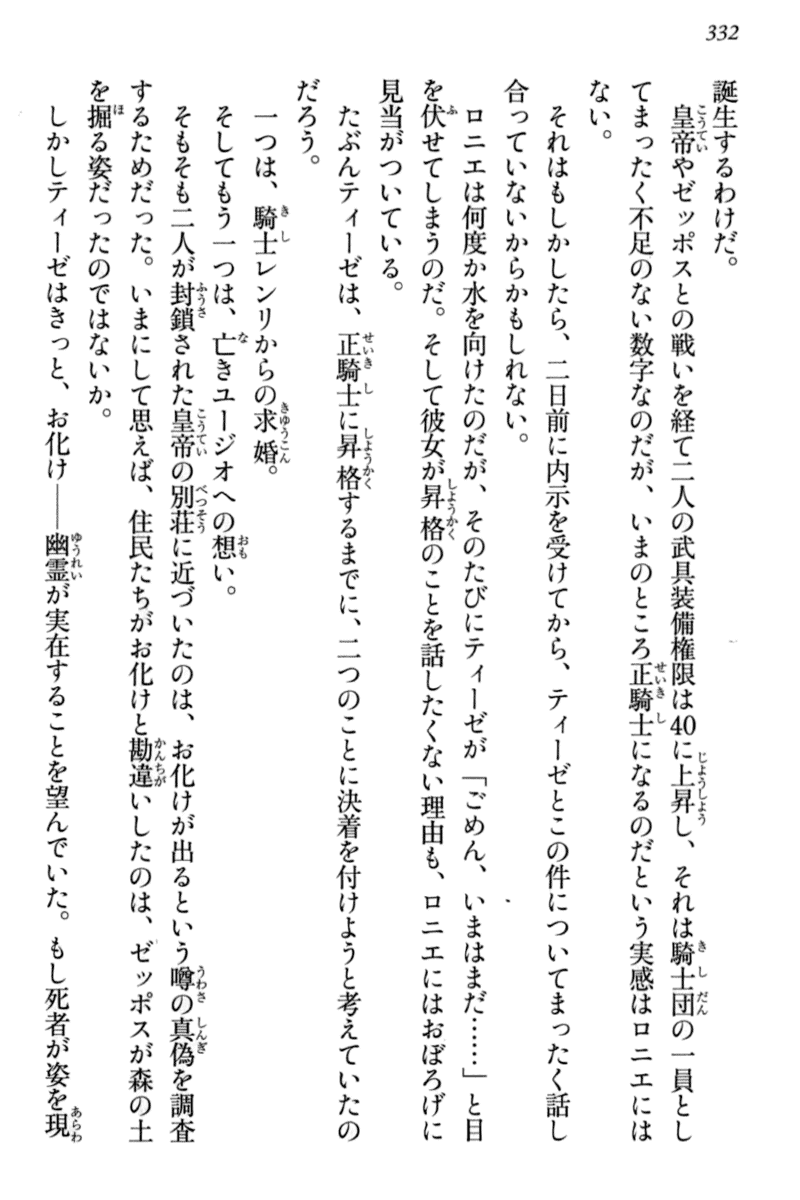 332
誕生するわけだ。
　皇帝やゼッポスとの戦いを経て二人の武具装備権限は40に上昇し、それは騎士団の一員とし
てまったく不足のない数字なのだが、いまのところ正騎士になるのだという実感はロニエには
ない。
　それはもしかしたら、二日前に内示を受けてから、ティーゼとこの件についてまったく話し
合っていないからかもしれない。
　ロニエは何度か水を向けたのだが、そのたびにティーゼが「ごめん、いまはまだ……」と目
を伏せてしまうのだ。そして彼女が昇格のことを話したくない理由も、ロニエにはおぼろげに
見当がついている。
　たぶんティーゼは、正騎士に昇格するまでに、二つのことに決着を付けようと考えていたの
だろう。
　一つは、騎士レンリからの求婚。
　そしてもう一つは、亡きユージオへの想い。
　そもそも二人が封鎖された皇帝の別荘に近づいたのは、お化けが出るという噂の真偽を調査
するためだった。いまにして思えば、住民たちがお化けと勘違いしたのは、ゼッポスが森の土
を掘る姿だったのではないか。
　しかしティーゼはきっと、お化け――幽霊が実在することを望んでいた。もし死者が姿を現